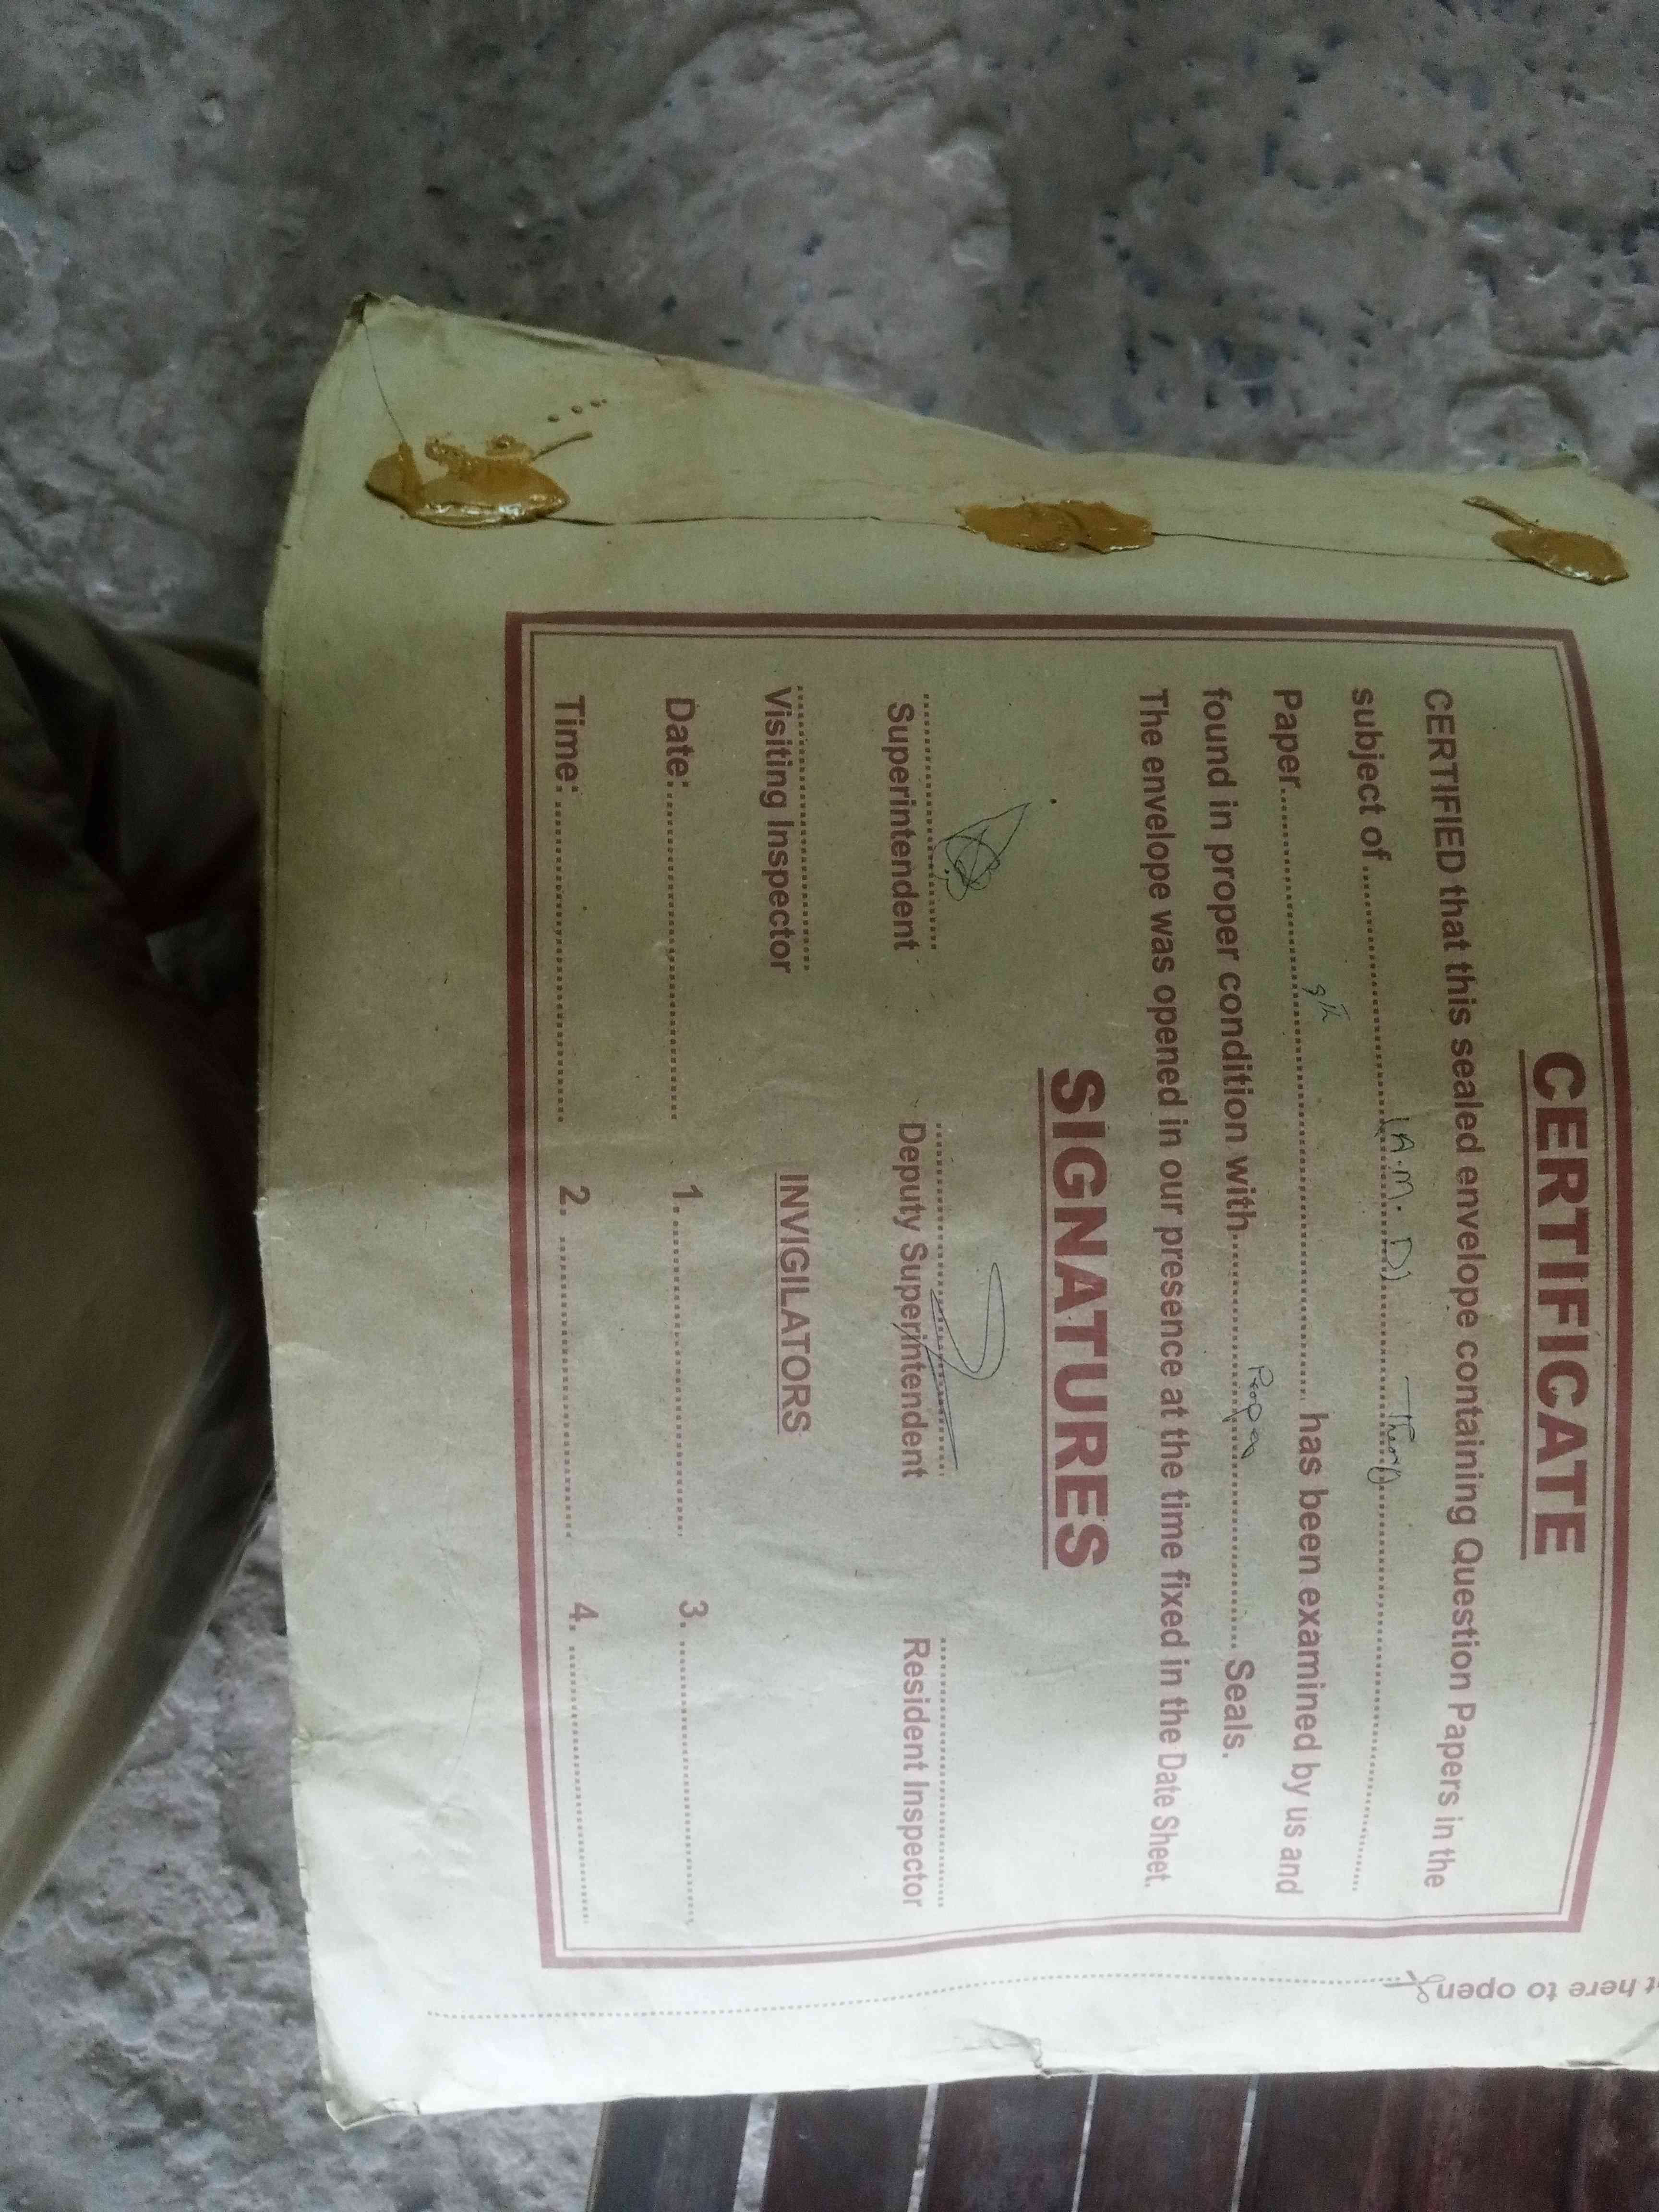 CERTIFICATE
CERTIFIED that this sealed envelope containing Question Papers in the
subject of.................(A.M.D).........Theory.................
Paper.............9th.................has been examined by us and
found in proper condition with.................................Seals.
The envelope was opened in our presence at the time fixed in the Date Sheet.
SIGNATURES
Superintendent Deputy Superintendent Resident Inspector
Visiting Inspector INVIGILATORS
Date:........................ 1......................... 3. ........................
Time:........................ 2. ........................ 4. ........................
here to open